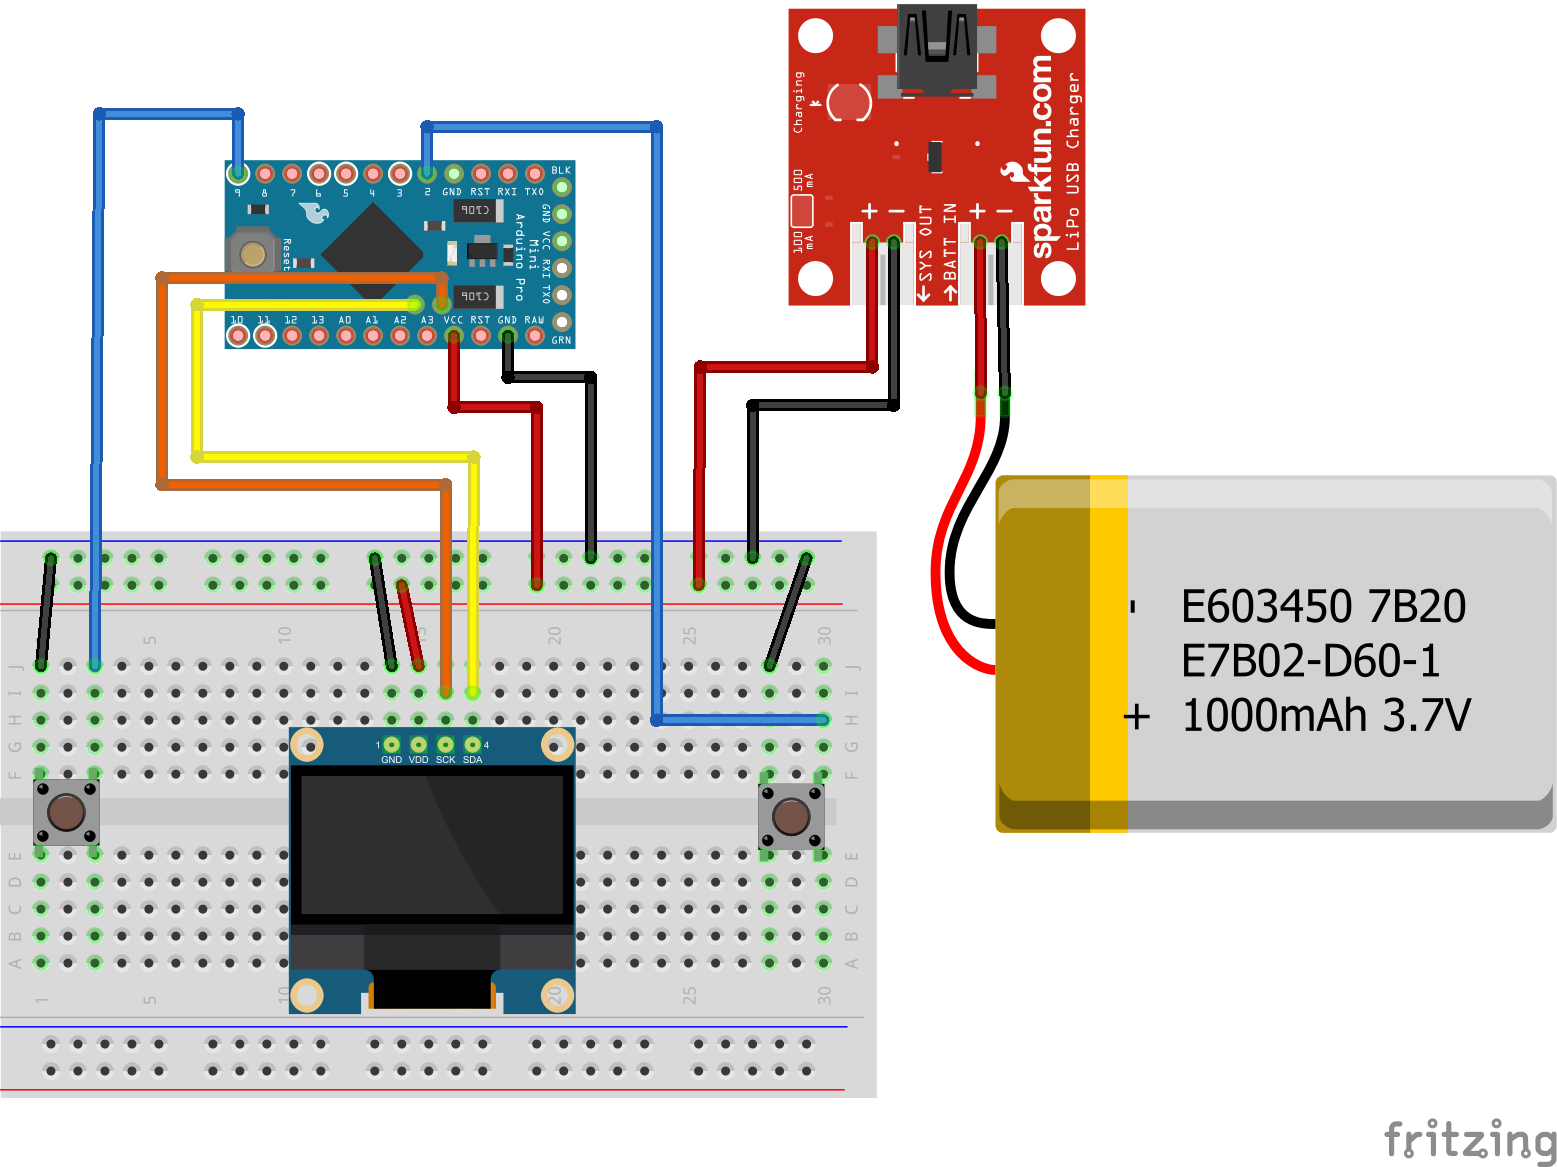 Charging
500 mA
100 mA
+ -
SYS OUT
BATT IN
+ -
sparkfun.com
LiPo USB Charger
9 8 7 6 5 4 3 2 GND RST RXI TXO
BLK
GND
VCC
RXI
TXO
GRN
Reset
Arduino Pro
Mini
10 11 12 13 A0 A1 A2 A3 VCC RST GND RAW
- E603450 7B20
E7B02-D60-1
+ 1000mAh 3.7V
5 10 15 20 25 30
J J
I I
H H
G G
F F
1 4
GND VDD SCK SDA
E E
D D
C C
B B
A A
1 5 10 20 25 30
fritzing